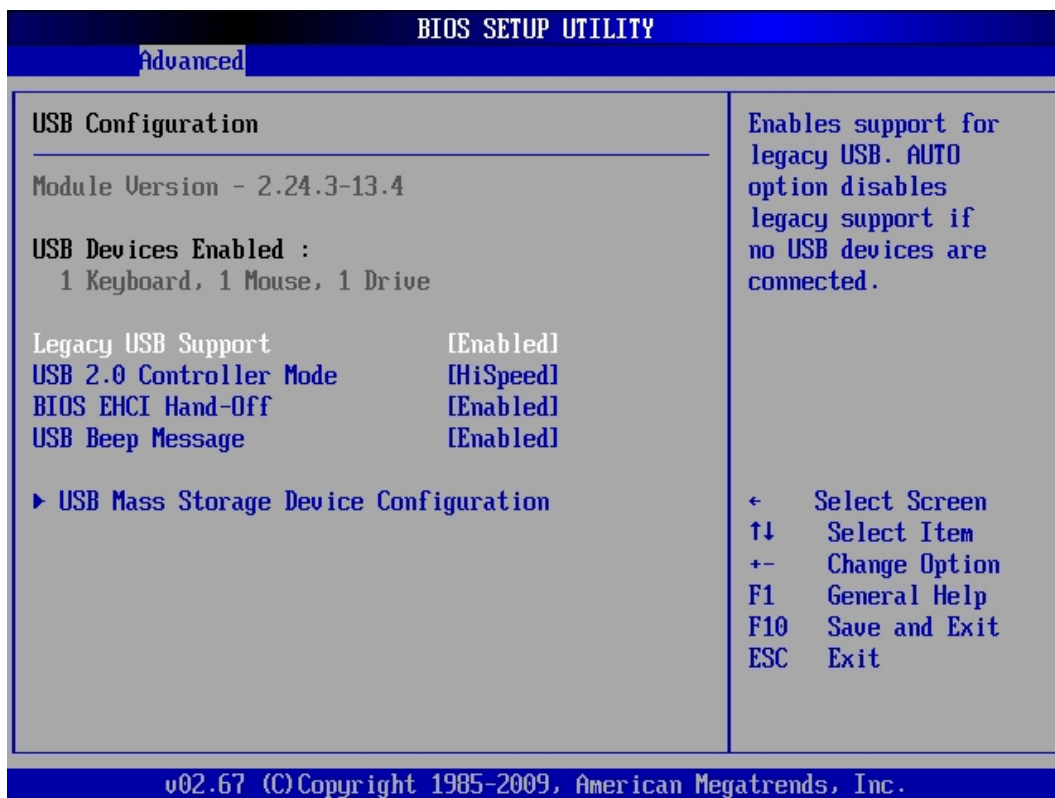 BIOS SETUP UTILITY
Advanced
USB Configuration
Module Version - 2.24.3-13.4
USB Devices Enabled :
1 Keyboard, 1 Mouse, 1 Drive
Legacy USB Support [Enabled]
USB 2.0 Controller Mode [HiSpeed]
BIOS EHCI Hand-Off [Enabled]
USB Beep Message [Enabled]
▶ USB Mass Storage Device Configuration
Enables support for
legacy USB. AUTO
option disables
legacy support if
no USB devices are
connected.
← Select Screen
↑↓ Select Item
+- Change Option
F1 General Help
F10 Save and Exit
ESC Exit
v02.67 (C)Copyright 1985-2009, American Megatrends, Inc.